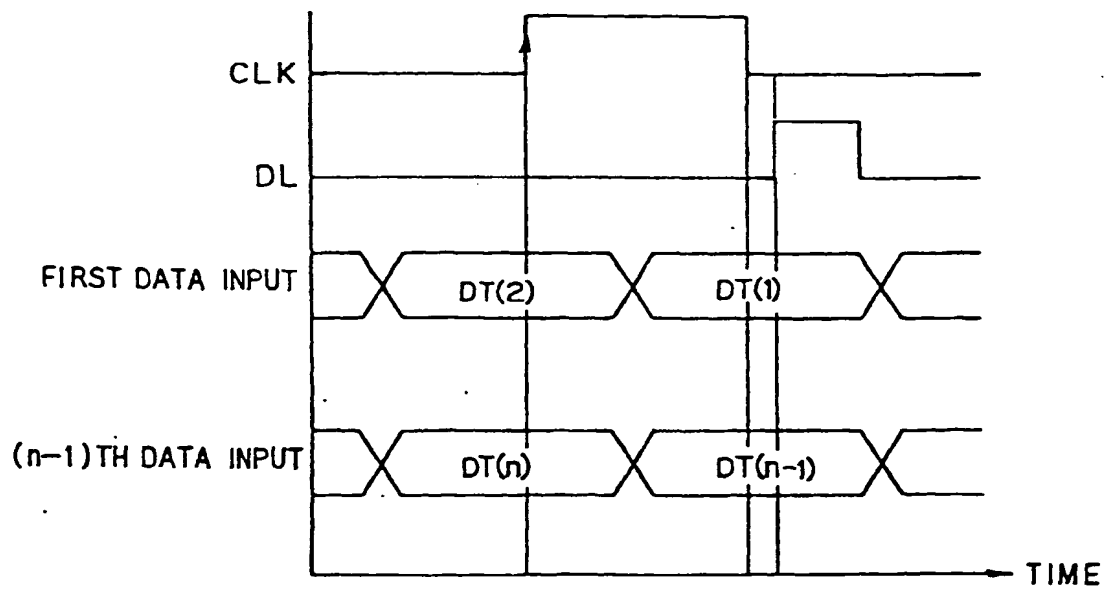 CLK
DL
FIRST DATA INPUT
DT(2)
DT(1)
(n-1)TH DATA INPUT
DT(n)
DT(n-1)
TIME